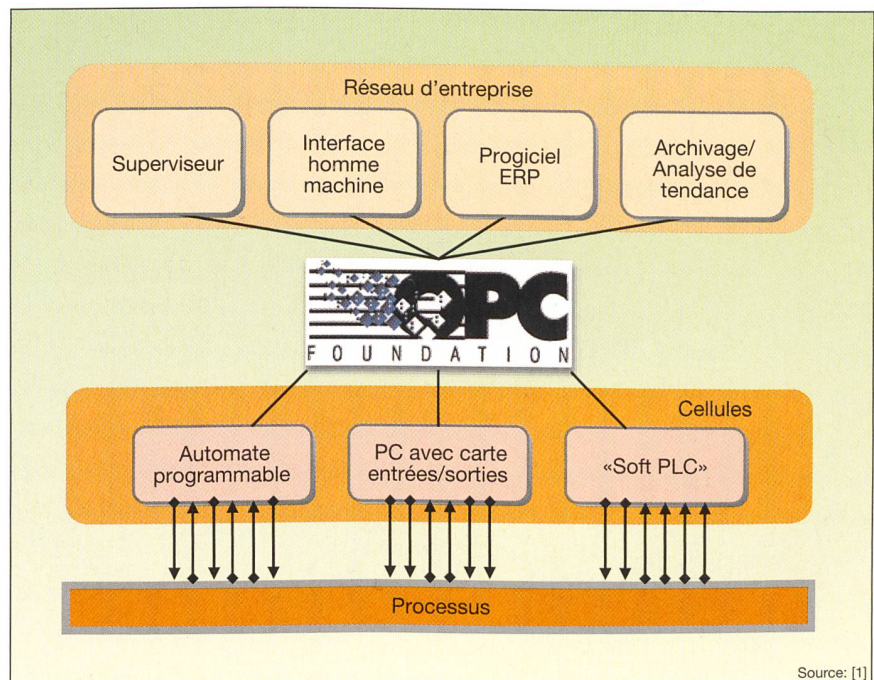 Réseau d'entreprise
Superviseur
Interface
homme
machine
Progiciel
ERP
Archivage/
Analyse de
tendance
OPC
FOUNDATION
Cellules
Automate
programmable
PC avec carte
entrées/sorties
«Soft PLC»
Processus
Source: [1]